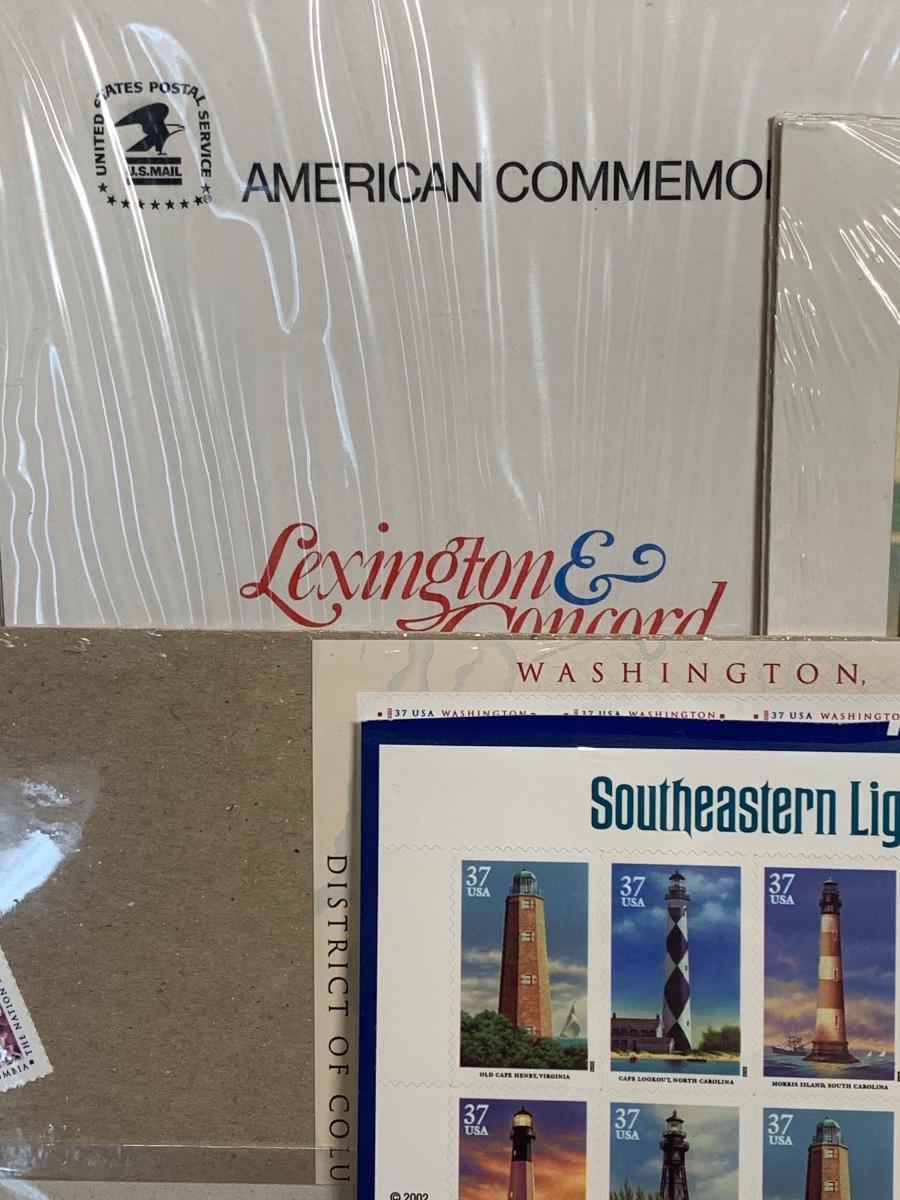 UNITED STATES POSTAL SERVICE
U.S.MAIL
®
AMERICAN COMMEMO
Lexington &
Concord
WASHINGTON,
37 USA WASHINGTON
37 USA WASHINGTON
37 USA WASHINGTON
DISTRICT OF COLU
THE NATION
Southeastern Lig
37
USA
37
USA
37
USA
OLD CAPE HENRY, VIRGINIA
CAPE LOOKOUT, NORTH CAROLINA
MORRIS ISLAND, SOUTH CAROLINA
37
USA
37
USA
37
USA
© 2002